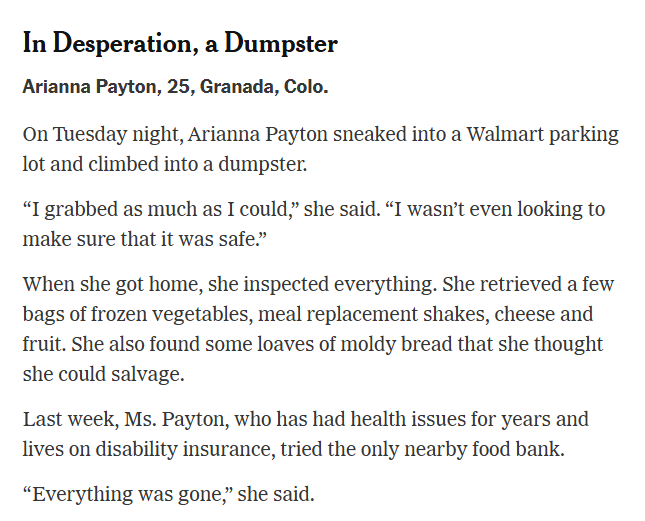 In Desperation, a Dumpster
Arianna Payton, 25, Granada, Colo.
On Tuesday night, Arianna Payton sneaked into a Walmart parking
lot and climbed into a dumpster.
“I grabbed as much as I could,” she said. “I wasn’t even looking to
make sure that it was safe.”
When she got home, she inspected everything. She retrieved a few
bags of frozen vegetables, meal replacement shakes, cheese and
fruit. She also found some loaves of moldy bread that she thought
she could salvage.
Last week, Ms. Payton, who has had health issues for years and
lives on disability insurance, tried the only nearby food bank.
“Everything was gone,” she said.